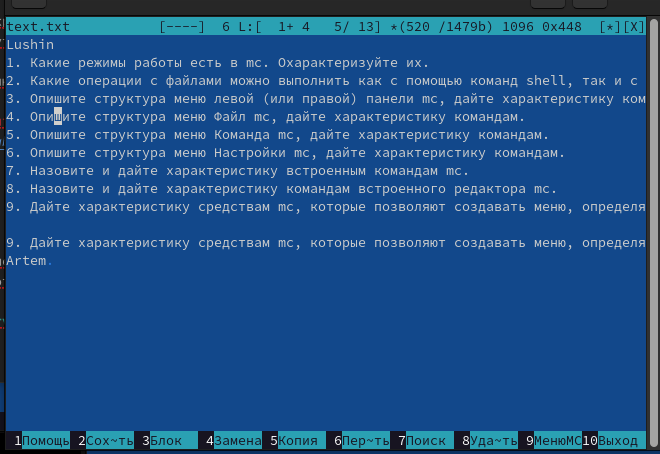 text.txt [----] 6 L:[ 1+ 4 5/ 13] *(520 /1479b) 1096 0x448 [*][X]
Lushin
1. Какие режимы работы есть в mc. Охарактеризуйте их.
2. Какие операции с файлами можно выполнить как с помощью команд shell, так и с
3. Опишите структура меню левой (или правой) панели mc, дайте характеристику ком
4. Опишите структура меню Файл mc, дайте характеристику командам.
5. Опишите структура меню Команда mc, дайте характеристику командам.
6. Опишите структура меню Настройки mc, дайте характеристику командам.
7. Назовите и дайте характеристику встроенным командам mc.
8. Назовите и дайте характеристику командам встроенного редактора mc.
9. Дайте характеристику средствам mc, которые позволяют создавать меню, определя
9. Дайте характеристику средствам mc, которые позволяют создавать меню, определя
Artem.
1Помощь 2Сох~ть 3Блок 4Замена 5Копия 6Пер~ть 7Поиск 8Уда~ть 9МенюMC 10Выход